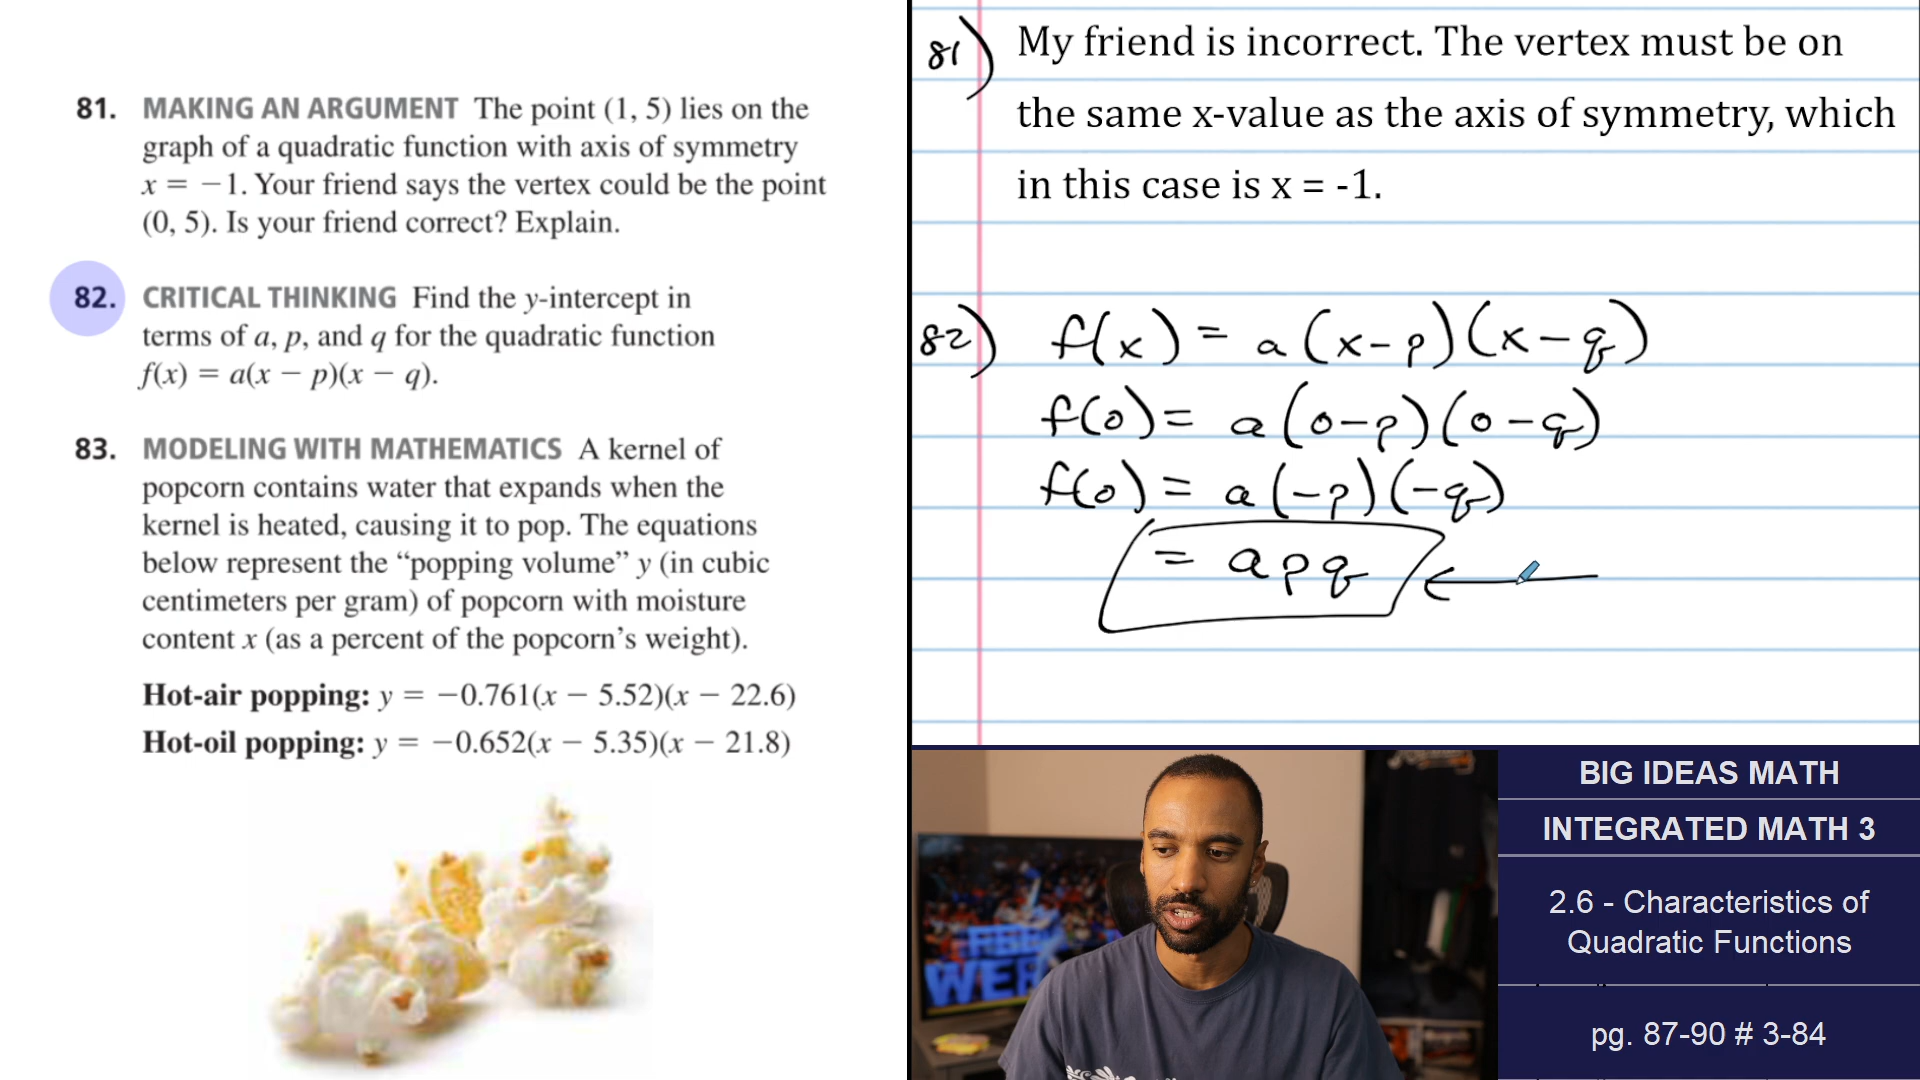 81. MAKING AN ARGUMENT The point (1, 5) lies on the
graph of a quadratic function with axis of symmetry
x = −1. Your friend says the vertex could be the point
(0, 5). Is your friend correct? Explain.
82. CRITICAL THINKING Find the y-intercept in
terms of a, p, and q for the quadratic function
f(x) = a(x − p)(x − q).
83. MODELING WITH MATHEMATICS A kernel of
popcorn contains water that expands when the
kernel is heated, causing it to pop. The equations
below represent the “popping volume” y (in cubic
centimeters per gram) of popcorn with moisture
content x (as a percent of the popcorn’s weight).
Hot-air popping: y = −0.761(x − 5.52)(x − 22.6)
Hot-oil popping: y = −0.652(x − 5.35)(x − 21.8)
81) My friend is incorrect. The vertex must be on
the same x-value as the axis of symmetry, which
in this case is x = -1.
82) f(x) = a(x-p)(x-q)
f(0) = a(0-p)(0-q)
f(0) = a(-p)(-q)
= apq
BIG IDEAS MATH
INTEGRATED MATH 3
2.6 - Characteristics of
Quadratic Functions
pg. 87-90 # 3-84